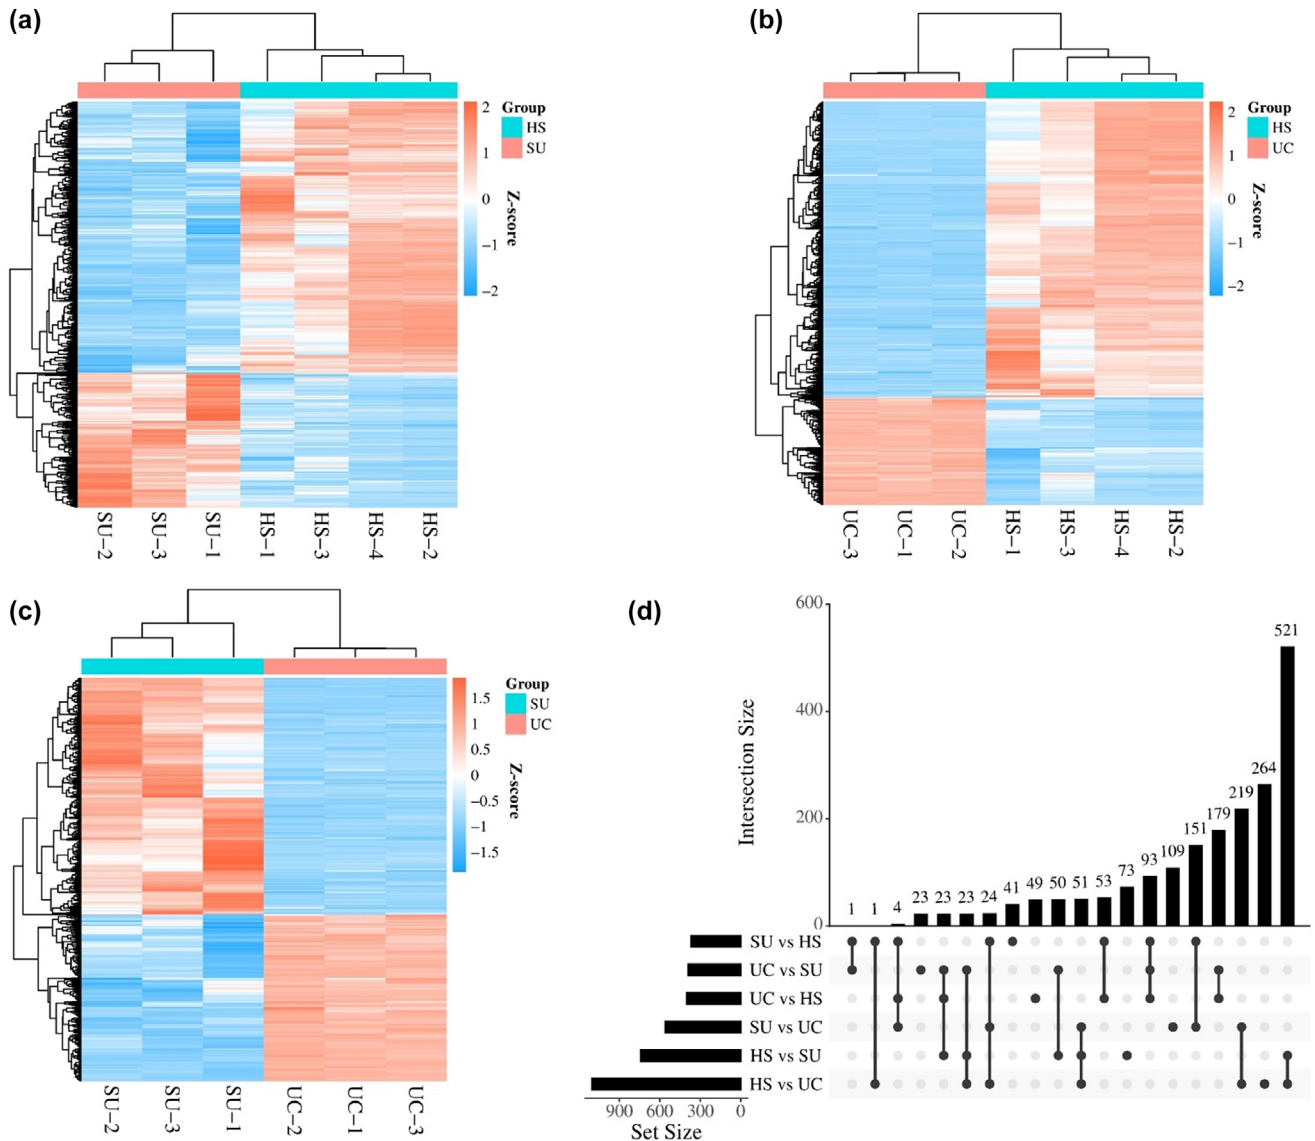 (a)
2
1
0
−1
−2
Z-score
Group
HS
SU
SU−2
SU−3
SU−1
HS−1
HS−3
HS−4
HS−2
(b)
2
1
0
−1
−2
Z-score
Group
HS
UC
UC−3
UC−1
UC−2
HS−1
HS−3
HS−4
HS−2
(c)
1.5
1
0.5
0
−0.5
−1
−1.5
Z-score
Group
SU
UC
SU−2
SU−3
SU−1
UC−2
UC−1
UC−3
(d)
600
400
200
0
Intersection Size
1 1 4 23 23 23 24 41 49 50 51 53 73 93 109 151 179 219 264 521
SU vs HS
UC vs SU
UC vs HS
SU vs UC
HS vs SU
HS vs UC
900 600 300 0
Set Size